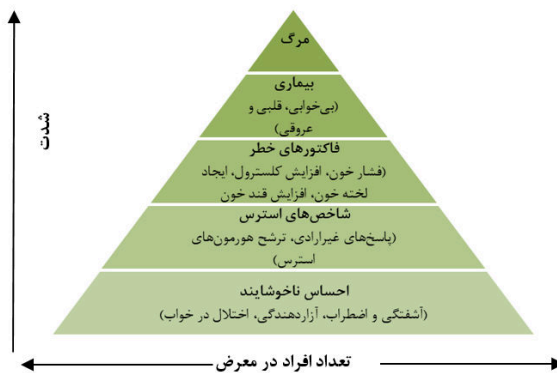 مرگ
بیماری
(بی‌خوابی، قلبی و
عروقی)
فاکتورهای خطر
(فشار خون، افزایش کلسترول، ایجاد
لخته خون، افزایش قند خون
شاخص‌های استرس
(پاسخ‌های غیرارادی، ترشح هورمون‌های
استرس)
احساس ناخوشایند
(آشفتگی و اضطراب، آزاردهندگی، اختلال در خواب)
شدت
تعداد افراد در معرض